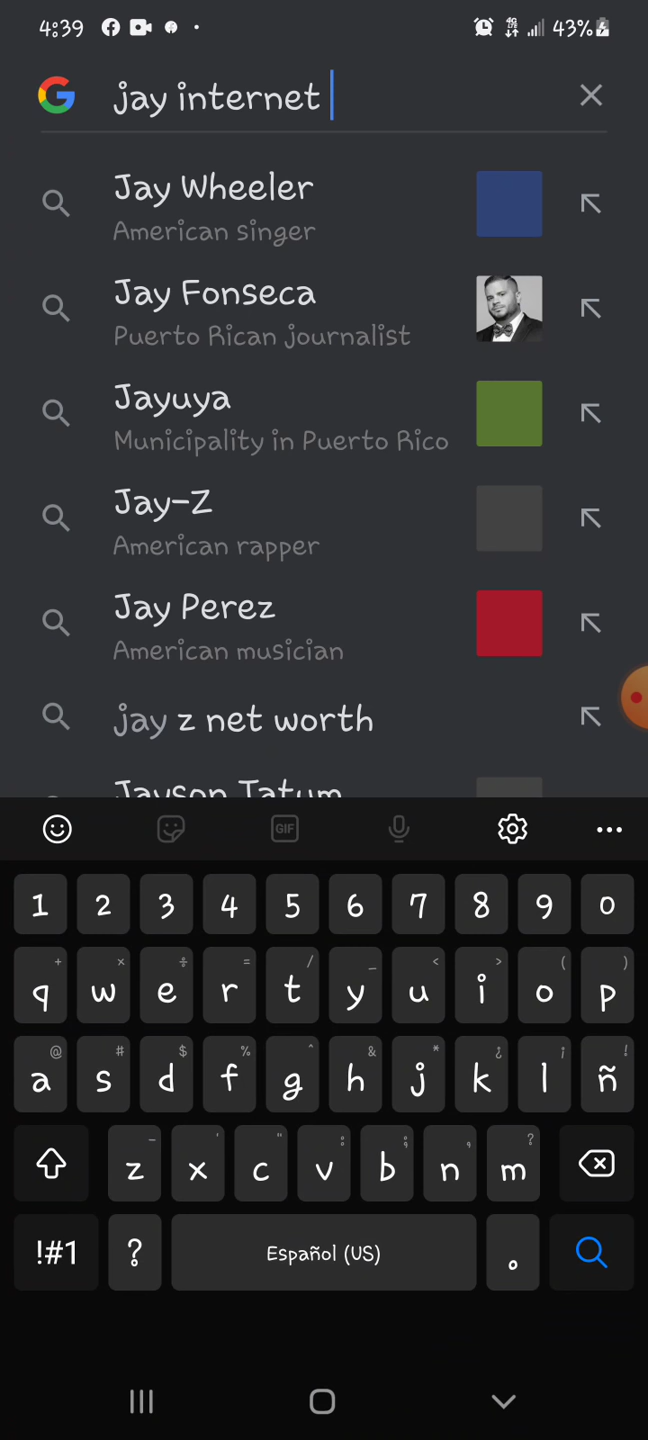 4:39
43%
jay internet
Jay Wheeler
American singer
Jay Fonseca
Puerto Rican journalist
Jayuya
Municipality in Puerto Rico
Jay-Z
American rapper
Jay Perez
American musician
jay z net worth
Jayson Tatum
GIF
1 2 3 4 5 6 7 8 9 0
+ × ÷ = / _ < > ( )
q w e r t y u i o p
@ # $ % ^ & * ¿ ¡ !
a s d f g h j k l ñ
- ' " : ; , ?
z x c v b n m
!#1 ? Español (US) .